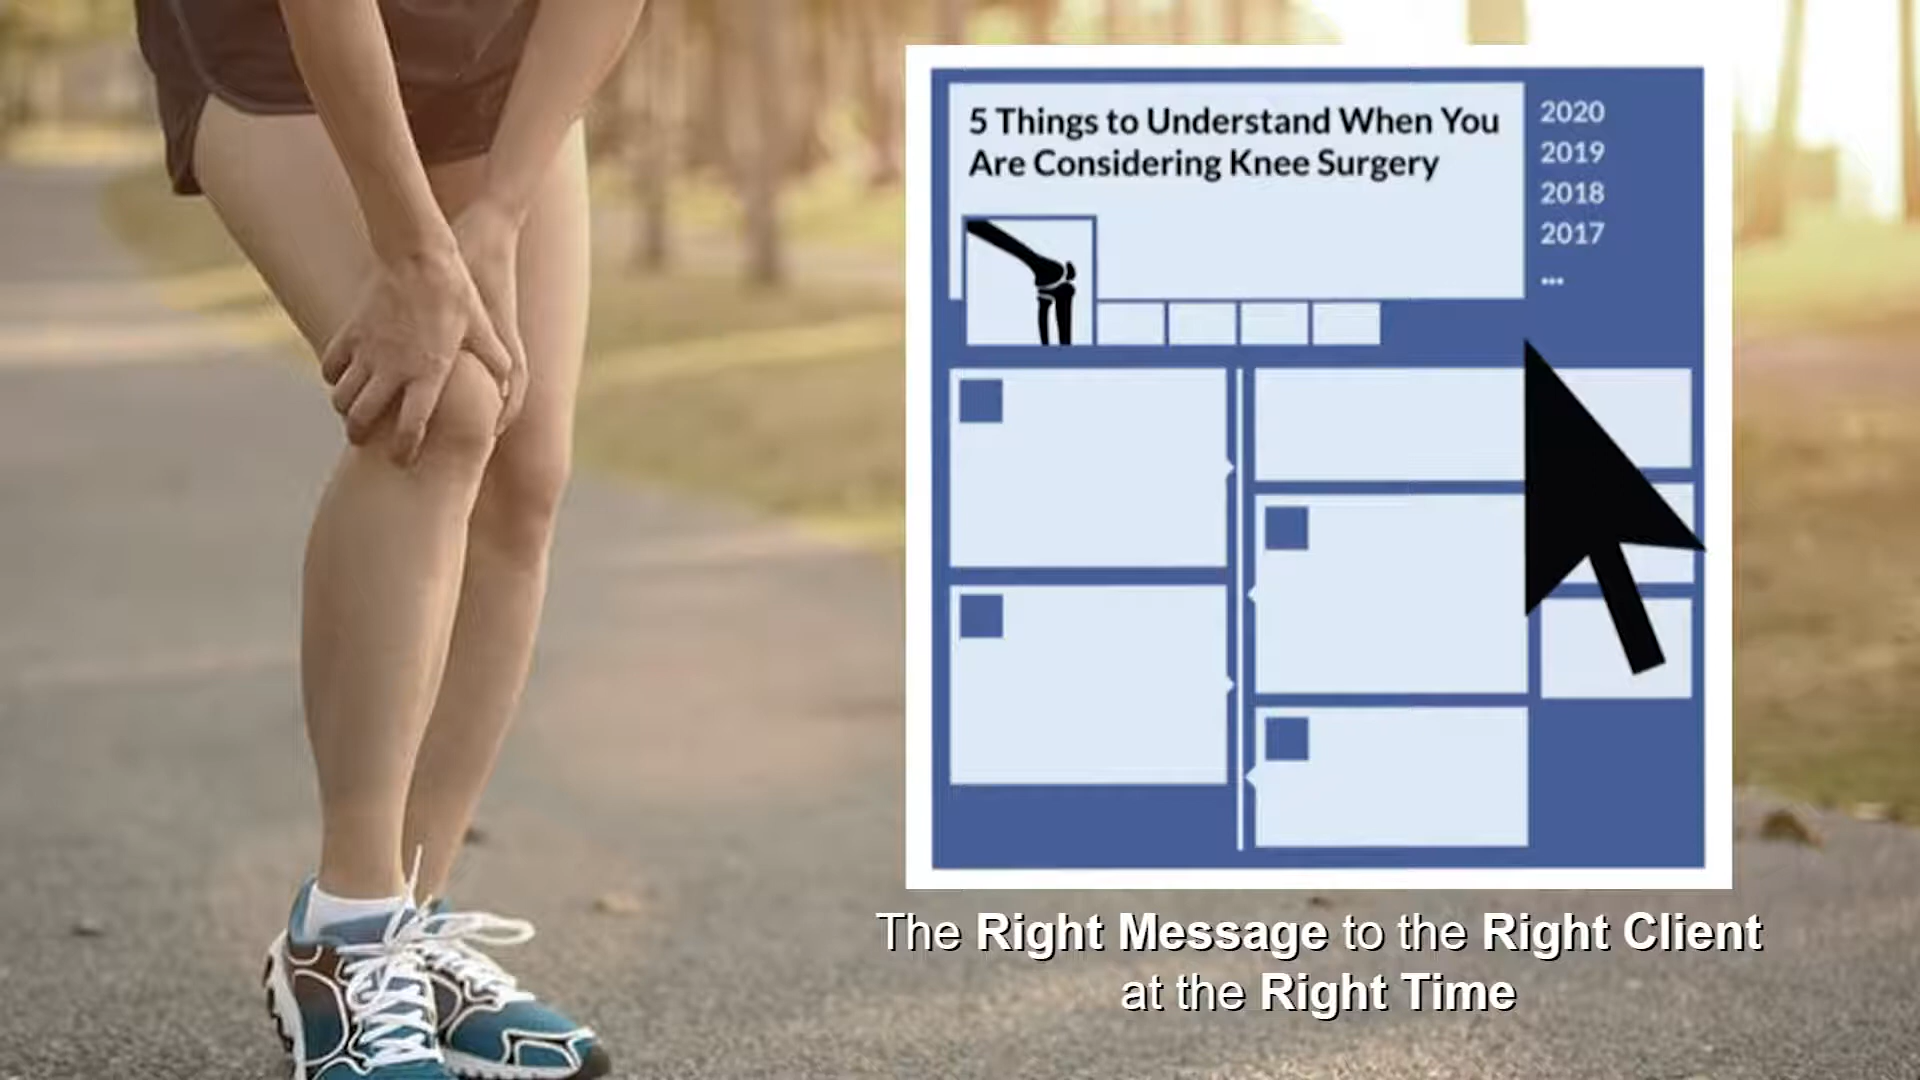 5 Things to Understand When You
Are Considering Knee Surgery
2020
2019
2018
2017
...
The Right Message to the Right Client
at the Right Time